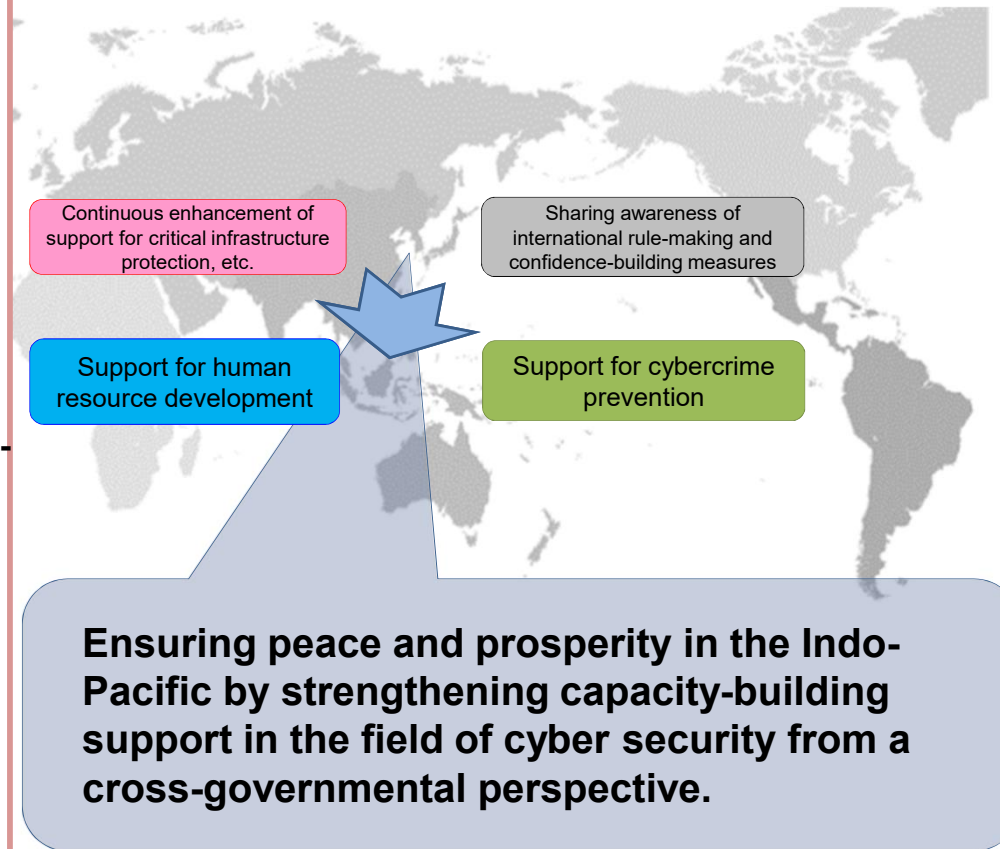 Continuous enhancement of
support for critical infrastructure
protection, etc.
Sharing awareness of
international rule-making and
confidence-building measures
Support for human
resource development
Support for cybercrime
prevention
-
Ensuring peace and prosperity in the Indo-
Pacific by strengthening capacity-building
support in the field of cyber security from a
cross-governmental perspective.